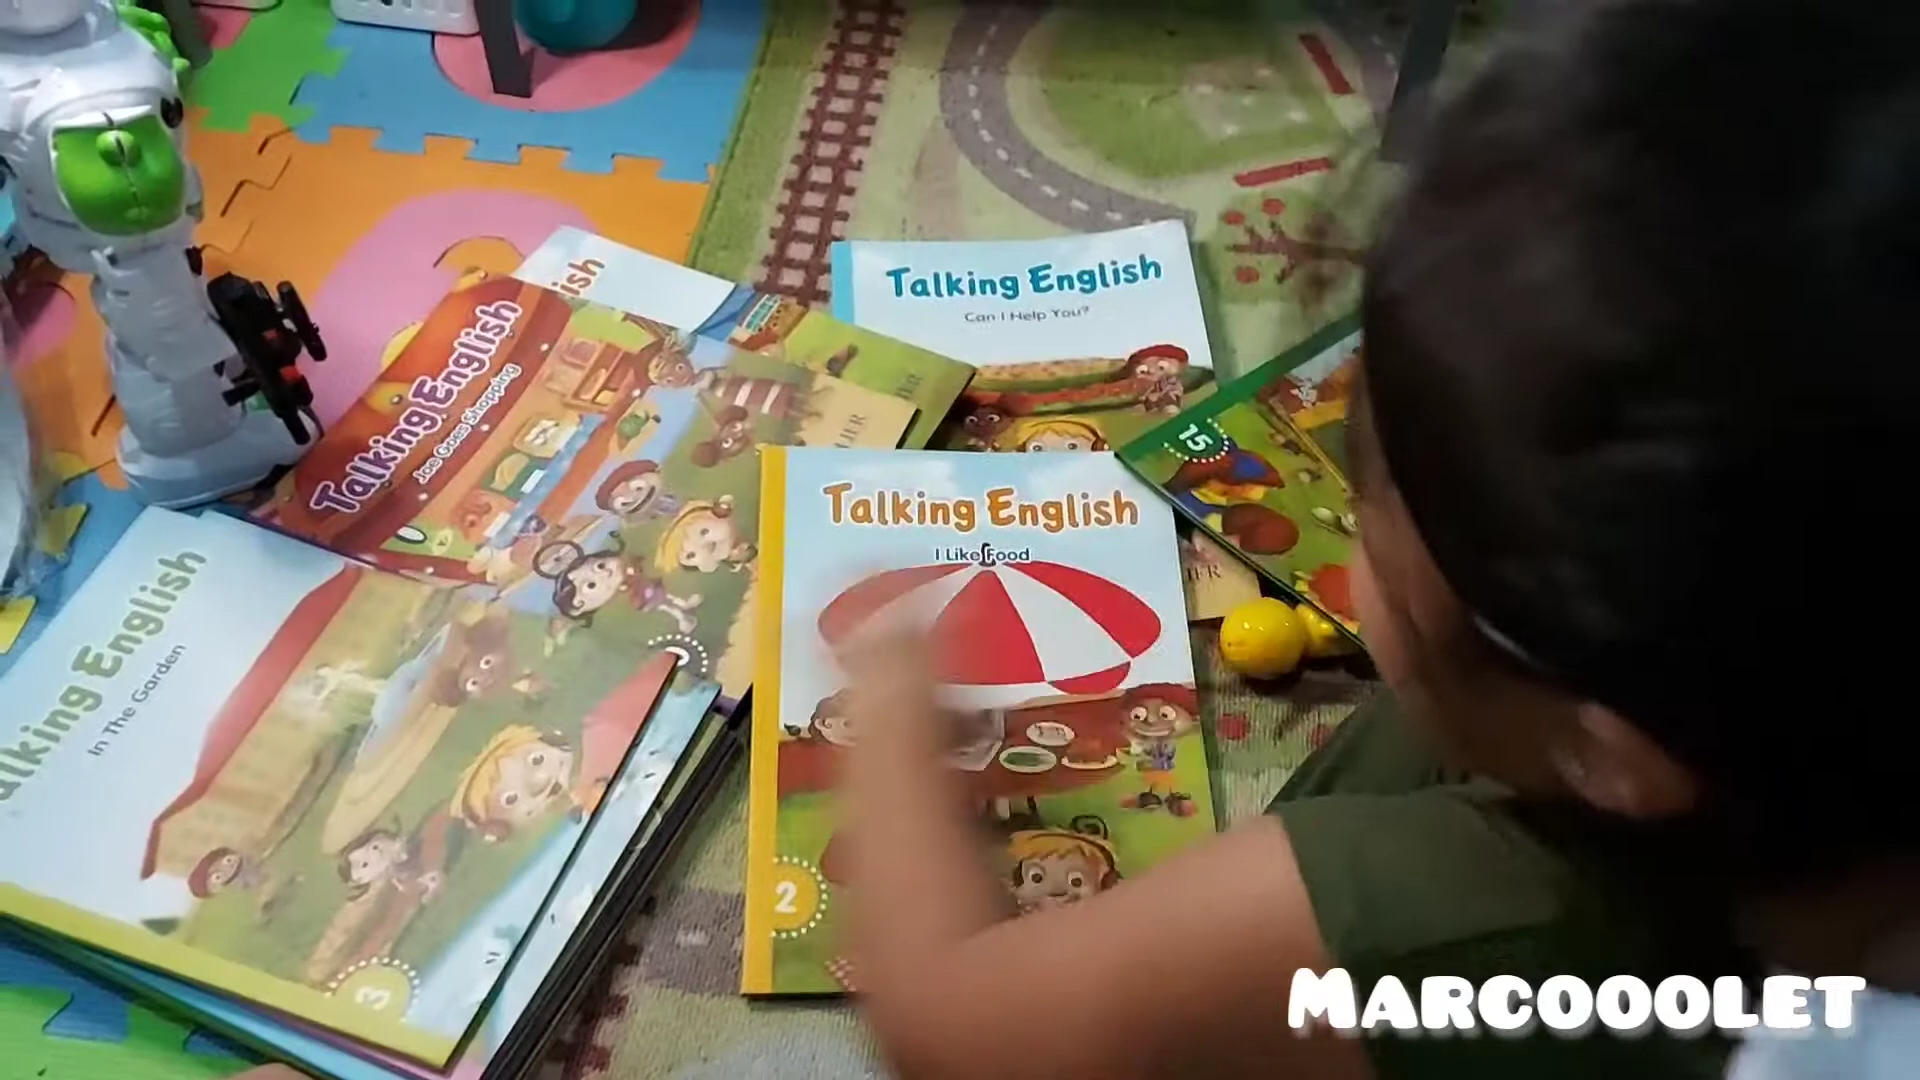 Talking English
Can I Help You?
ish
Talking English
Joe Goes Shopping
15
Talking English
I Like Food
2
Talking English
In The Garden
3
MARCOOOLET